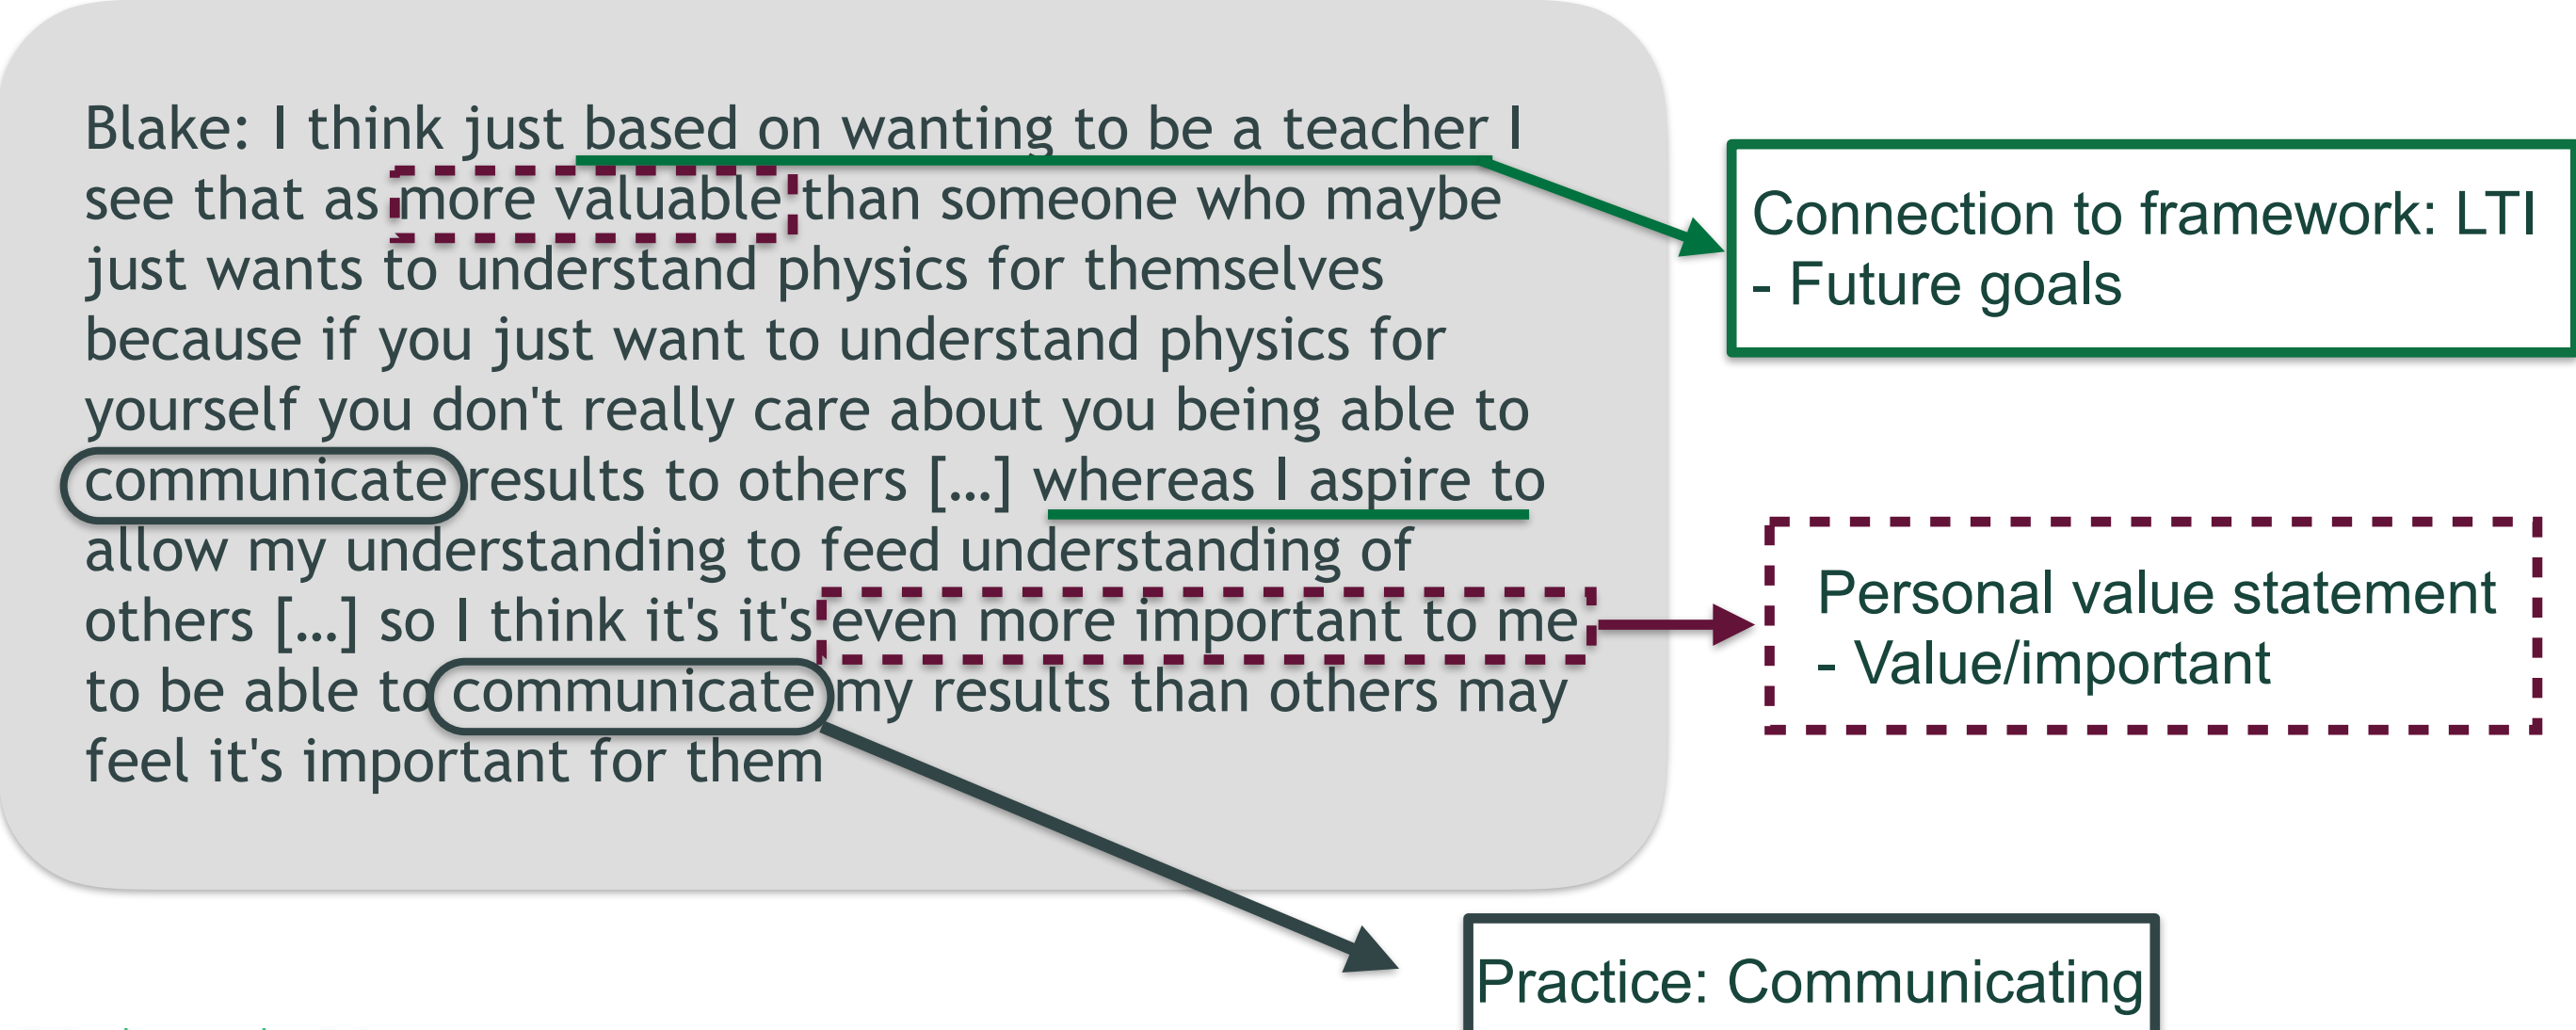 Blake: I think just based on wanting to be a teacher I
see that as more valuable than someone who maybe
just wants to understand physics for themselves
because if you just want to understand physics for
yourself you don't really care about you being able to
communicate results to others […] whereas I aspire to
allow my understanding to feed understanding of
others […] so I think it's it's even more important to me
to be able to communicate my results than others may
feel it's important for them
Connection to framework: LTI
- Future goals
Personal value statement
- Value/important
Practice: Communicating